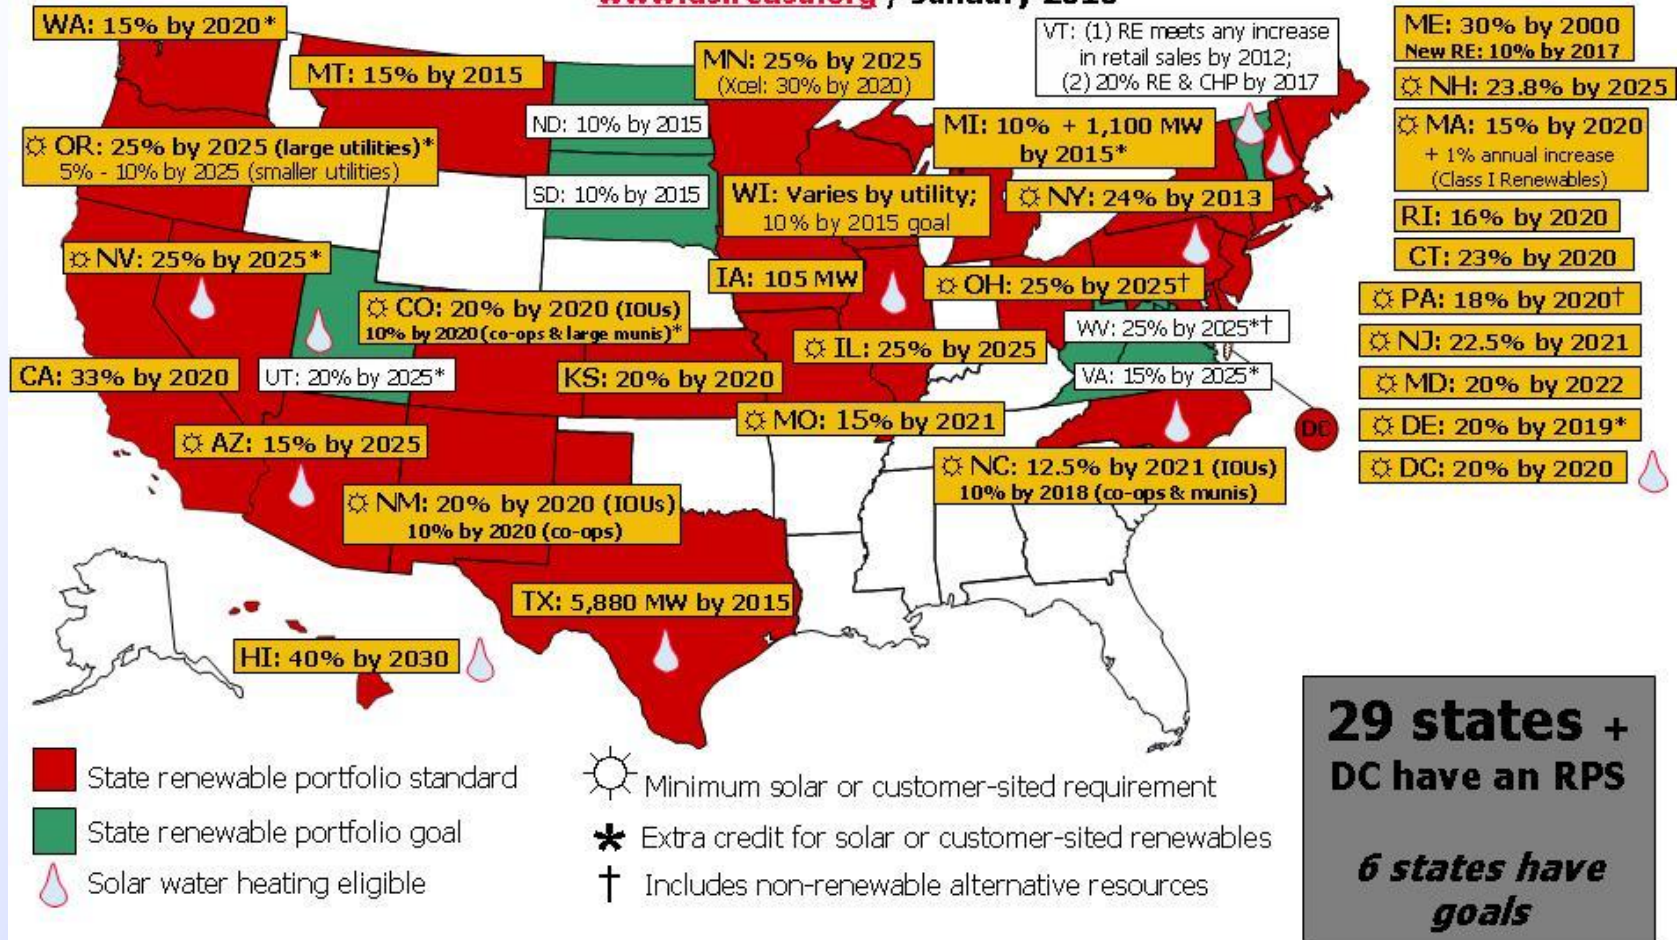 WA: 15% by 2020*
MT: 15% by 2015
MN: 25% by 2025
(Xcel: 30% by 2020)
VT: (1) RE meets any increase
in retail sales by 2012;
(2) 20% RE & CHP by 2017
ME: 30% by 2000
New RE: 10% by 2017
☼ NH: 23.8% by 2025
☼ MA: 15% by 2020
+ 1% annual increase
(Class I Renewables)
RI: 16% by 2020
CT: 23% by 2020
☼ PA: 18% by 2020†
☼ NJ: 22.5% by 2021
☼ MD: 20% by 2022
☼ DE: 20% by 2019*
☼ DC: 20% by 2020
ND: 10% by 2015
MI: 10% + 1,100 MW
by 2015*
☼ OR: 25% by 2025 (large utilities)*
5% - 10% by 2025 (smaller utilities)
SD: 10% by 2015
WI: Varies by utility;
10% by 2015 goal
☼ NY: 24% by 2013
☼ NV: 25% by 2025*
IA: 105 MW
☼ OH: 25% by 2025†
☼ CO: 20% by 2020 (IOUs)
10% by 2020 (co-ops & large munis)*
WV: 25% by 2025*†
☼ IL: 25% by 2025
CA: 33% by 2020
UT: 20% by 2025*
KS: 20% by 2020
VA: 15% by 2025*
☼ MO: 15% by 2021
DC
☼ AZ: 15% by 2025
☼ NC: 12.5% by 2021 (IOUs)
10% by 2018 (co-ops & munis)
☼ NM: 20% by 2020 (IOUs)
10% by 2020 (co-ops)
TX: 5,880 MW by 2015
HI: 40% by 2030
State renewable portfolio standard
State renewable portfolio goal
Solar water heating eligible
Minimum solar or customer-sited requirement
* Extra credit for solar or customer-sited renewables
† Includes non-renewable alternative resources
29 states +
DC have an RPS
6 states have
goals